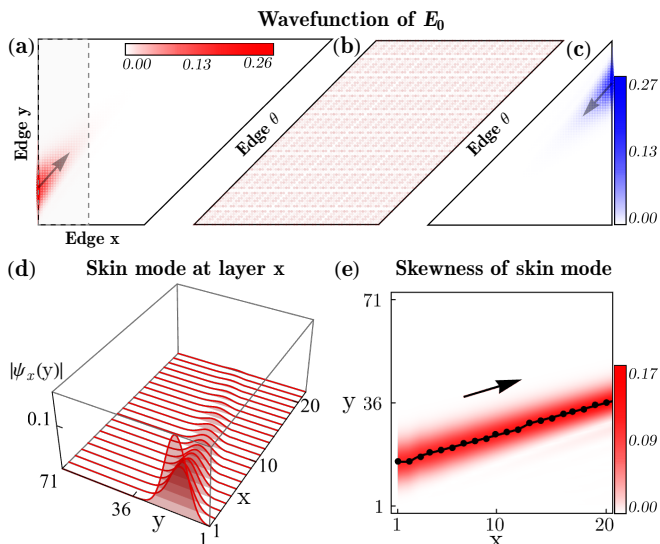 Wavefunction of E₀
(a)
(b)
(c)
0.00 0.13 0.26
Edge y
Edge x
Edge θ
Edge θ
0.27
0.13
0.00
(d) Skin mode at layer x
|ψₓ(y)|
0.1
71
36
1
y
1
10
20
x
(e) Skewness of skin mode
71
36
1
y
1 10 20
x
0.17
0.09
0.00